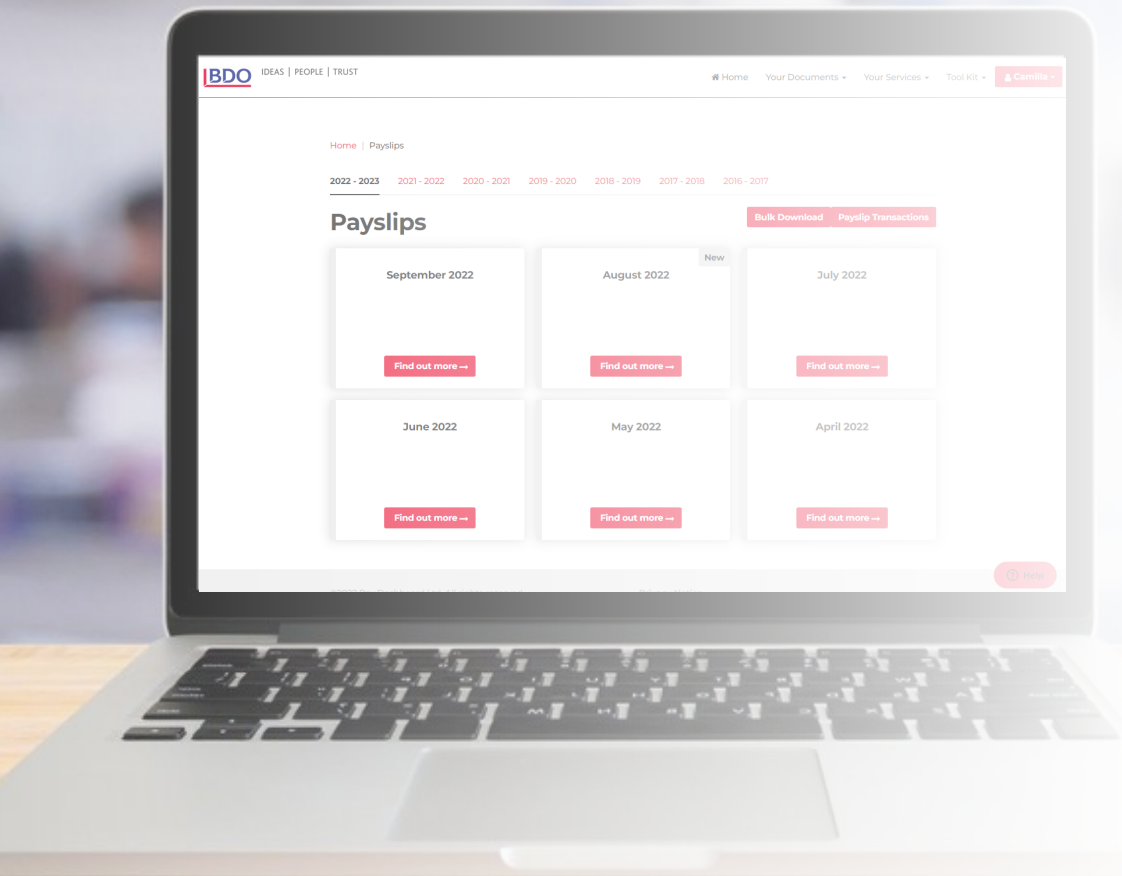 BDO IDEAS | PEOPLE | TRUST
Home Your Documents Your Services Tool Kit Camilla
Home | Payslips
2022 - 2023 2021 - 2022 2020 - 2021 2019 - 2020 2018 - 2019 2017 - 2018 2016 - 2017
Payslips
Bulk Download Payslip Transactions
New
September 2022 August 2022 July 2022
Find out more → Find out more → Find out more →
June 2022 May 2022 April 2022
Find out more → Find out more → Find out more →
Help